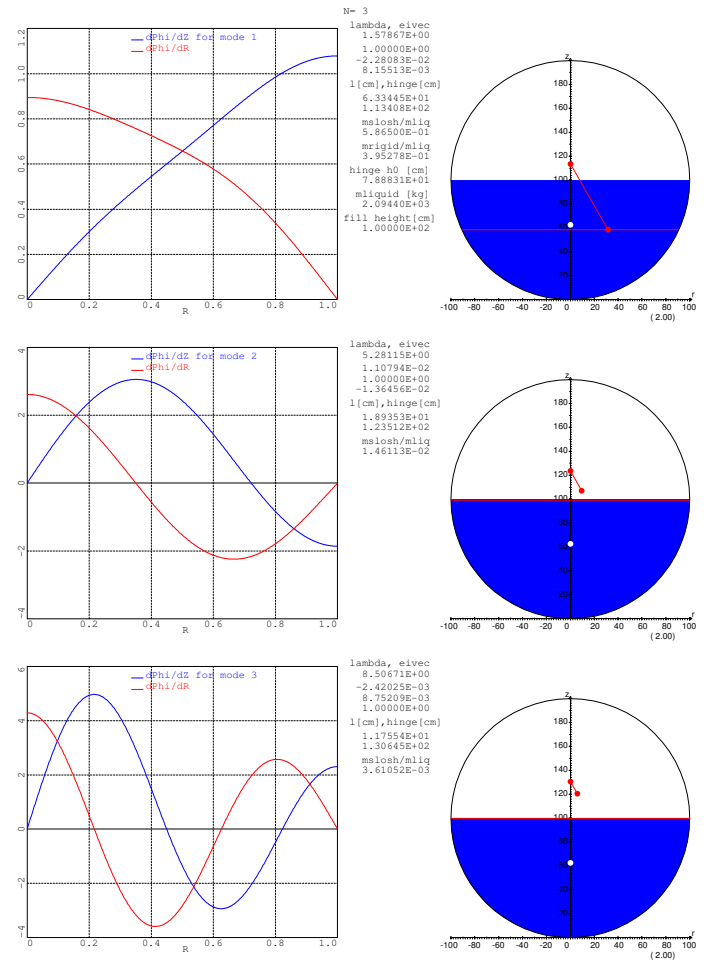 N= 3
lambda, eivec
1.57867E+00
1.00000E+00
-2.28083E-02
8.15513E-03
l[cm],hinge[cm]
6.33445E+01
1.13408E+02
mslosh/mliq
5.86500E-01
mrigid/mliq
3.95278E-01
hinge h0 [cm]
7.88831E+01
mliquid [kg]
2.09440E+03
fill height[cm]
1.00000E+02
dPhi/dZ for mode 1
dPhi/dR
1.2
1.0
0.8
0.6
0.4
0.2
0
0 0.2 0.4 0.6 0.8 1.0
R
z
180
160
140
120
100
80
60
40
20
r
-100 -80 -60 -40 -20 0 20 40 60 80 100
( 2.00)
dPhi/dZ for mode 2
dPhi/dR
4
2
0
-2
-4
0 0.2 0.4 0.6 0.8 1.0
R
lambda, eivec
5.28115E+00
1.10794E-02
1.00000E+00
-1.36456E-02
l[cm],hinge[cm]
1.89353E+01
1.23512E+02
mslosh/mliq
1.46113E-02
z
180
160
140
120
100
80
60
40
20
r
-100 -80 -60 -40 -20 0 20 40 60 80 100
( 2.00)
dPhi/dZ for mode 3
dPhi/dR
6
4
2
0
-2
-4
0 0.2 0.4 0.6 0.8 1.0
R
lambda, eivec
8.50671E+00
-2.42025E-03
8.75209E-03
1.00000E+00
l[cm],hinge[cm]
1.17554E+01
1.30645E+02
mslosh/mliq
3.61052E-03
z
180
160
140
120
100
80
60
40
20
r
-100 -80 -60 -40 -20 0 20 40 60 80 100
( 2.00)